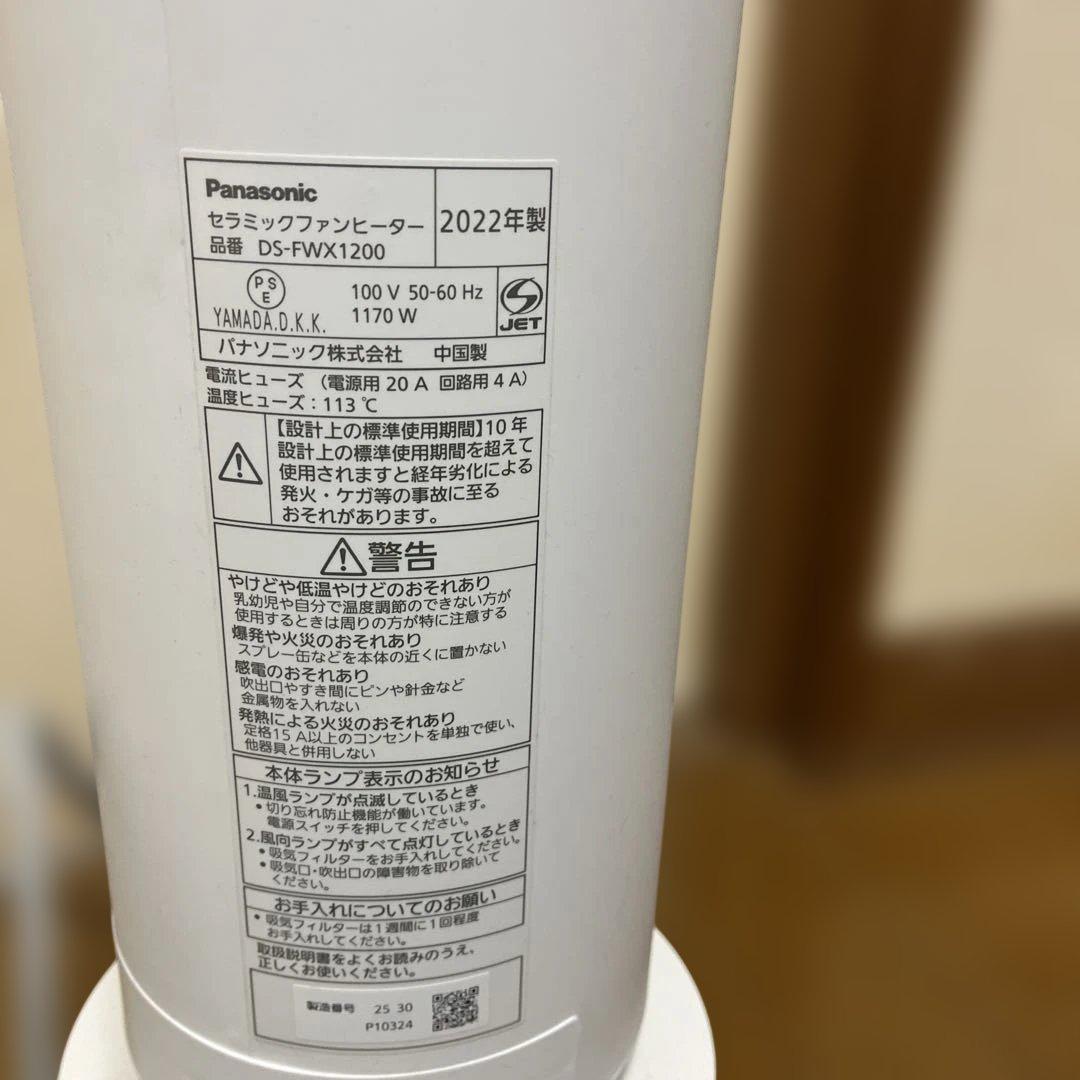 Panasonic
セラミックファンヒーター
品番 DS-FWX1200
2022年製
PSE
YAMADA.D.K.K.
100 V 50-60 Hz
1170 W
JET
パナソニック株式会社 中国製
電流ヒューズ (電源用 20 A 回路用 4 A)
温度ヒューズ：113 ℃
【設計上の標準使用期間】10 年
設計上の標準使用期間を超えて
使用されますと経年劣化による
発火・ケガ等の事故に至る
おそれがあります。
警告
やけどや低温やけどのおそれあり
乳幼児や自分で温度調節のできない方が
使用するときは周りの方が特に注意する
爆発や火災のおそれあり
スプレー缶などを本体の近くに置かない
感電のおそれあり
吹出口やすき間にピンや針金など
金属物を入れない
発熱による火災のおそれあり
定格15 A以上のコンセントを単独で使い、
他器具と併用しない
本体ランプ表示のお知らせ
1.温風ランプが点滅しているとき
•切り忘れ防止機能が働いています。
電源スイッチを押してください。
2.風向ランプがすべて点灯しているとき
•吸気フィルターをお手入れしてください。
•吸気口・吹出口の障害物を取り除いて
ください。
お手入れについてのお願い
•吸気フィルターは1週間に1回程度
お手入れしてください。
取扱説明書をよくお読みのうえ、
正しくお使いください。
製造番号 25 30
P10324